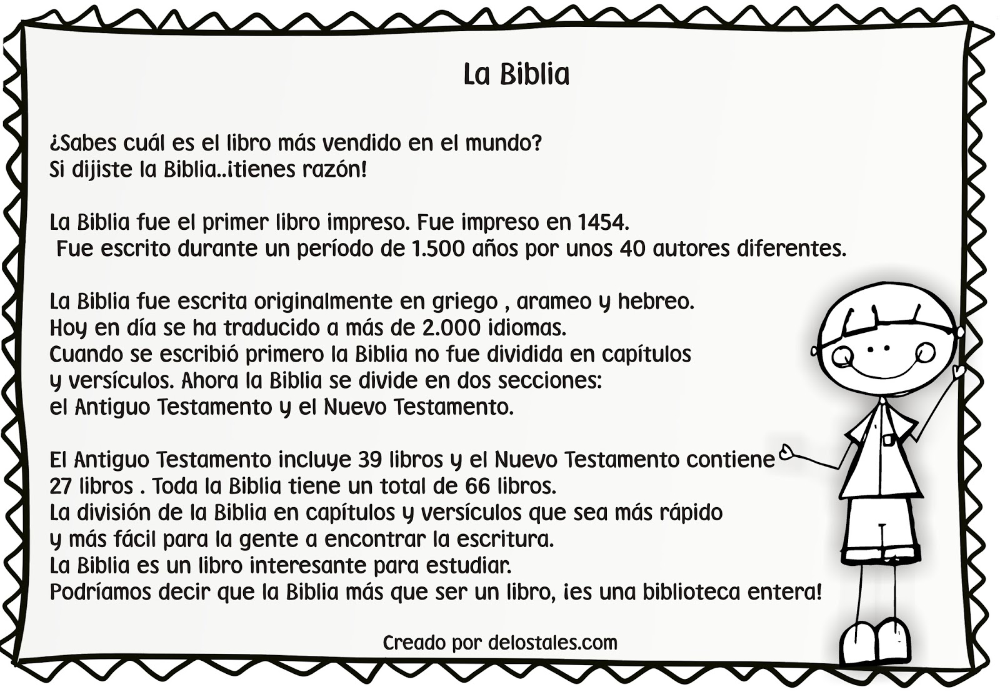 La Biblia
¿Sabes cuál es el libro más vendido en el mundo?
Si dijiste la Biblia..¡tienes razón!
La Biblia fue el primer libro impreso. Fue impreso en 1454.
Fue escrito durante un período de 1.500 años por unos 40 autores diferentes.
La Biblia fue escrita originalmente en griego , arameo y hebreo.
Hoy en día se ha traducido a más de 2.000 idiomas.
Cuando se escribió primero la Biblia no fue dividida en capítulos
y versículos. Ahora la Biblia se divide en dos secciones:
el Antiguo Testamento y el Nuevo Testamento.
El Antiguo Testamento incluye 39 libros y el Nuevo Testamento contiene
27 libros . Toda la Biblia tiene un total de 66 libros.
La división de la Biblia en capítulos y versículos que sea más rápido
y más fácil para la gente a encontrar la escritura.
La Biblia es un libro interesante para estudiar.
Podríamos decir que la Biblia más que ser un libro, ¡es una biblioteca entera!
Creado por delostales.com